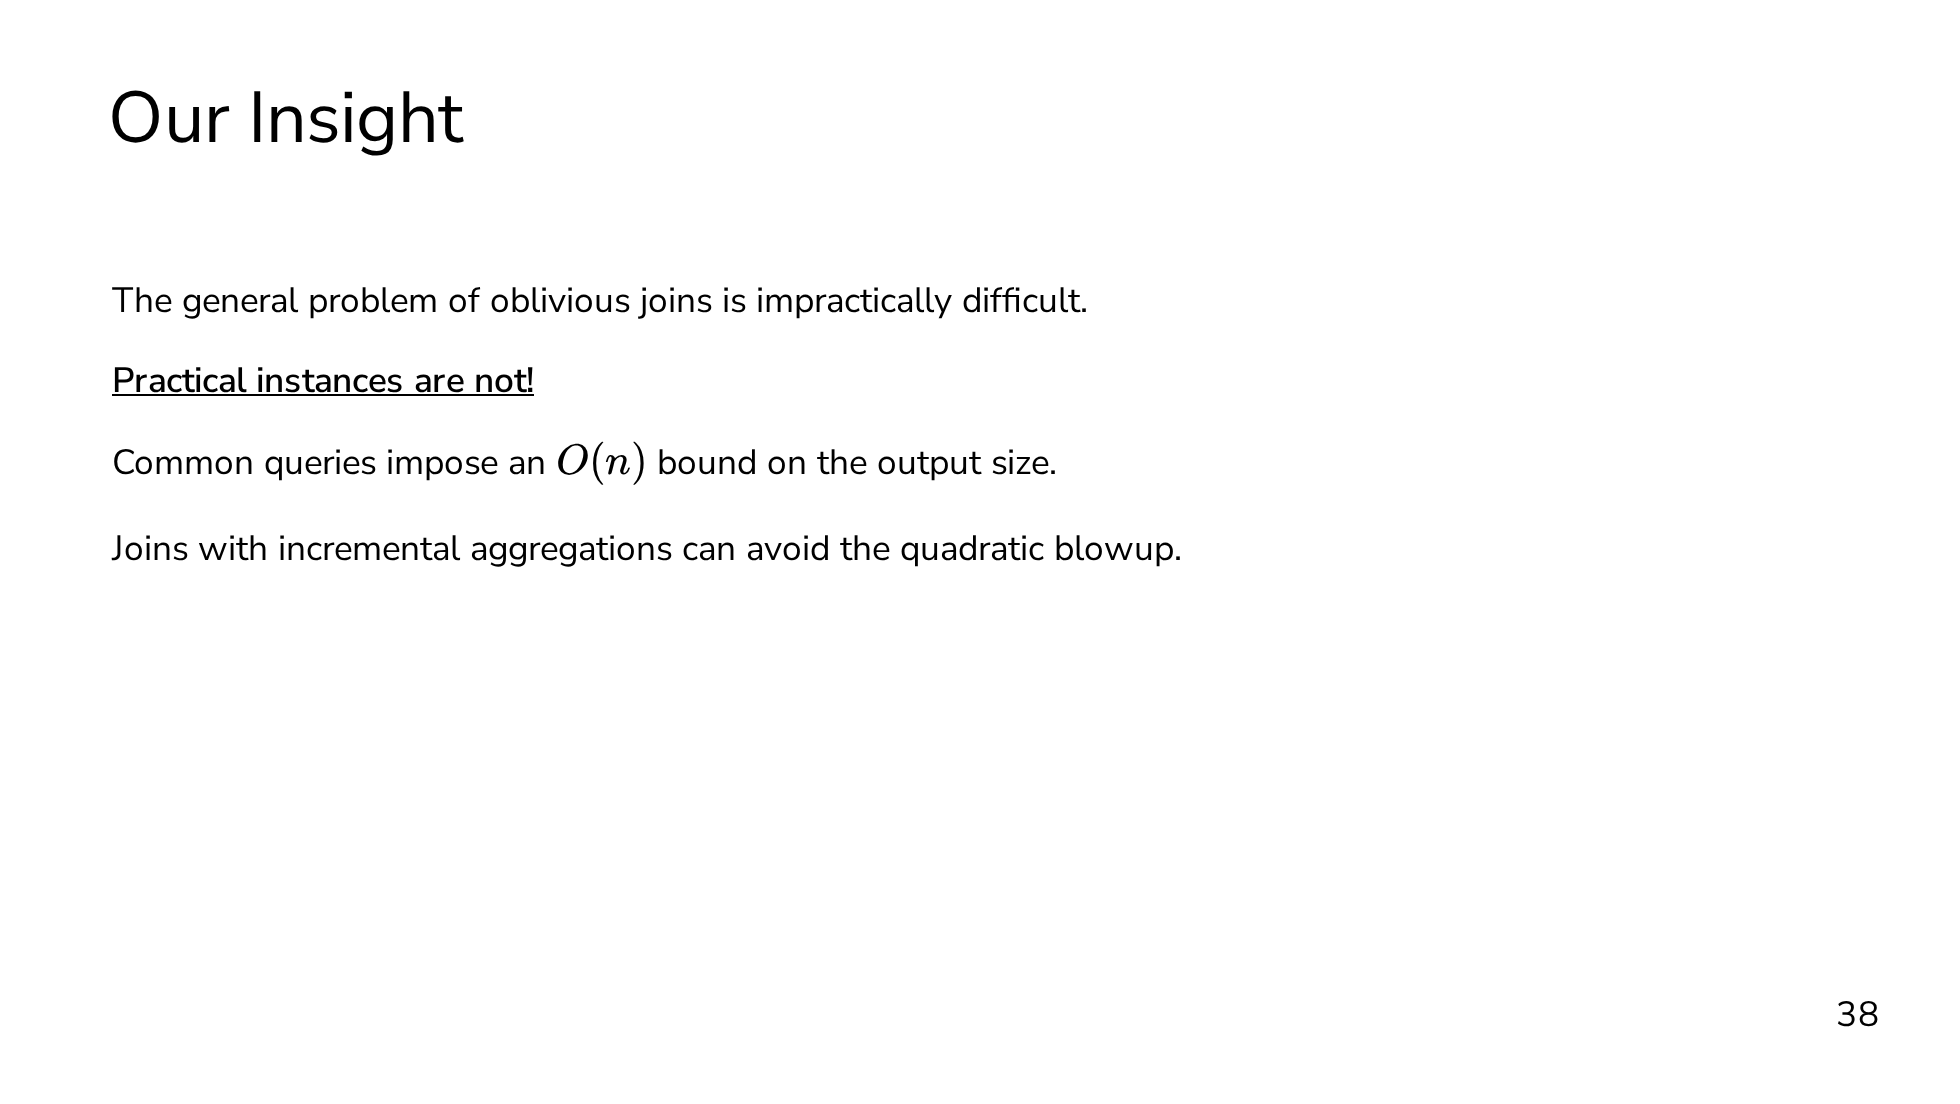 Our Insight
The general problem of oblivious joins is impractically difficult.
Practical instances are not!
Common queries impose an O(n) bound on the output size.
Joins with incremental aggregations can avoid the quadratic blowup.
38